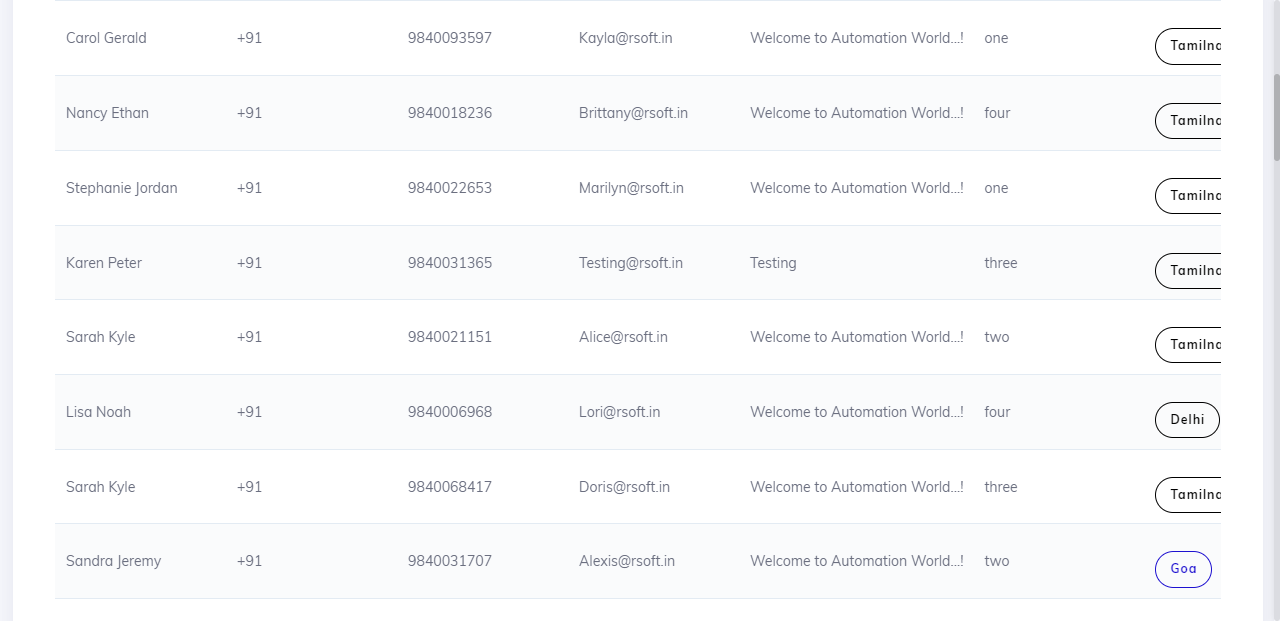 Carol Gerald +91 9840093597 Kayla@rsoft.in Welcome to Automation World...! one Tamilna
Nancy Ethan +91 9840018236 Brittany@rsoft.in Welcome to Automation World...! four Tamilna
Stephanie Jordan +91 9840022653 Marilyn@rsoft.in Welcome to Automation World...! one Tamilna
Karen Peter +91 9840031365 Testing@rsoft.in Testing three Tamilna
Sarah Kyle +91 9840021151 Alice@rsoft.in Welcome to Automation World...! two Tamilna
Lisa Noah +91 9840006968 Lori@rsoft.in Welcome to Automation World...! four Delhi
Sarah Kyle +91 9840068417 Doris@rsoft.in Welcome to Automation World...! three Tamilna
Sandra Jeremy +91 9840031707 Alexis@rsoft.in Welcome to Automation World...! two Goa